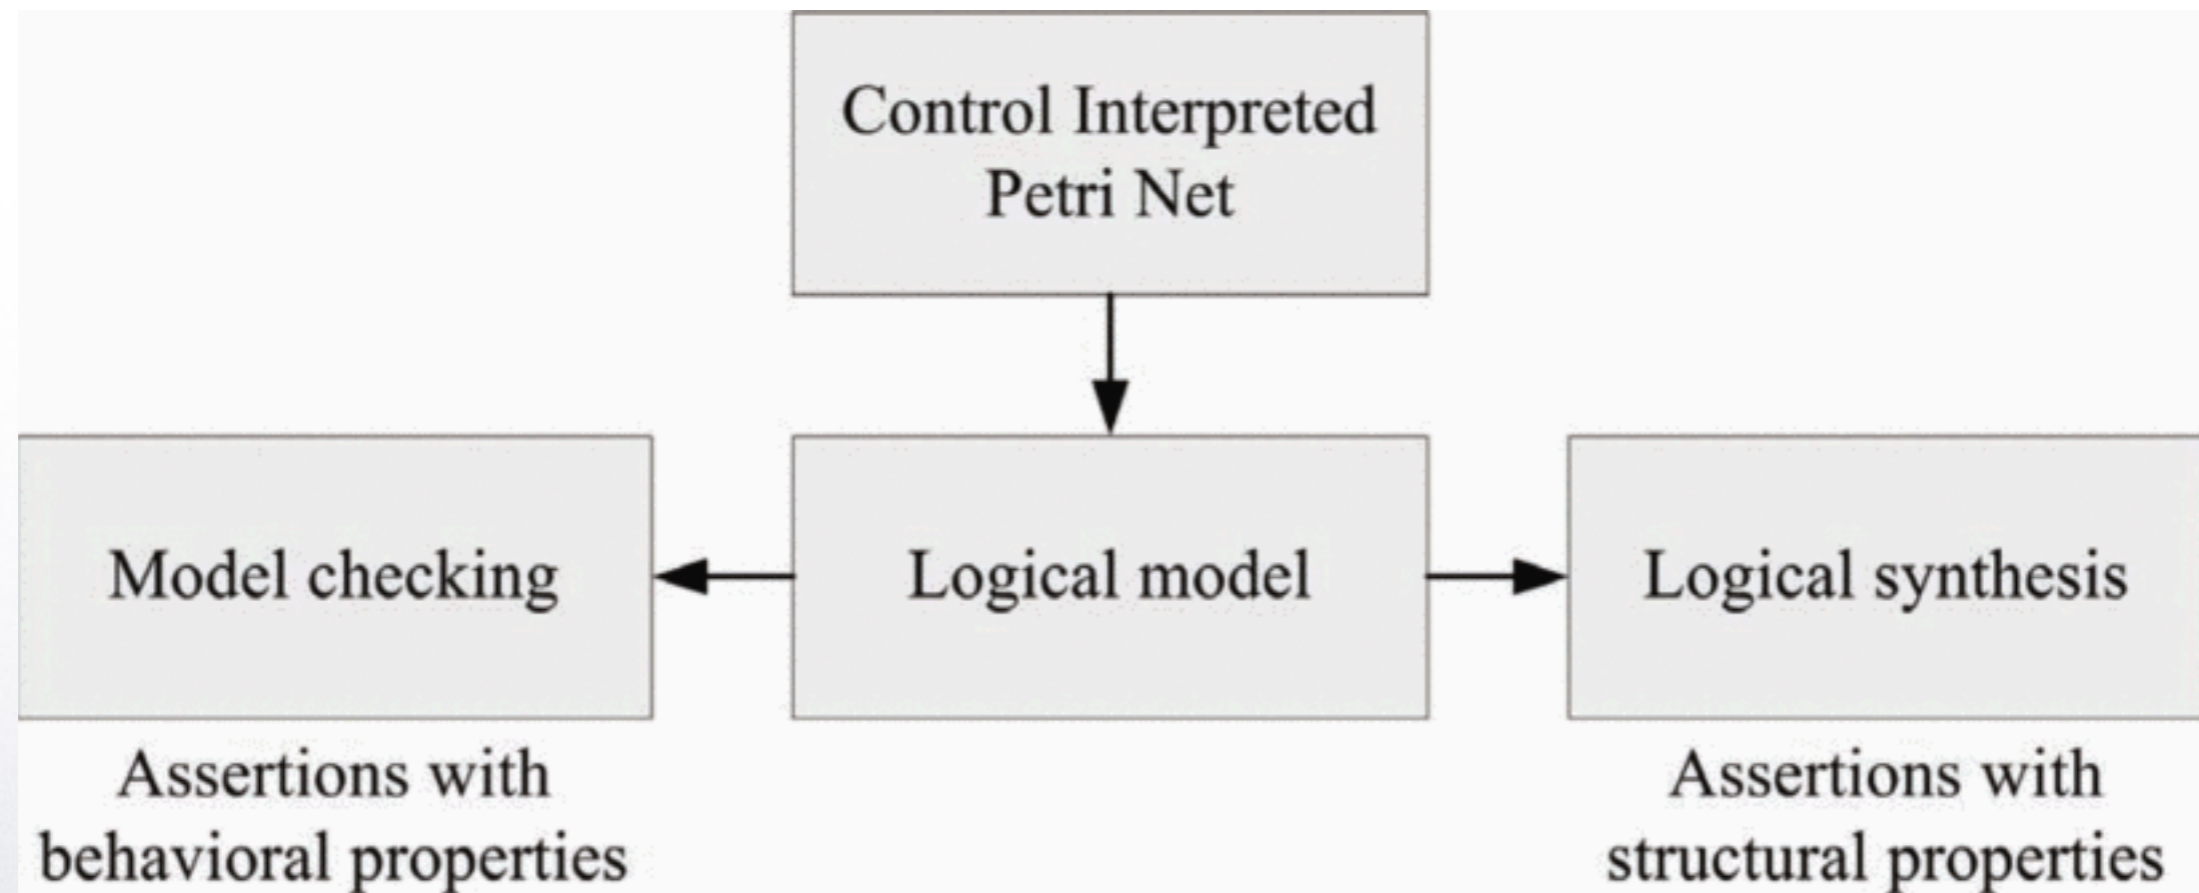 Control Interpreted
Petri Net
Model checking
Logical model
Logical synthesis
Assertions with
behavioral properties
Assertions with
structural properties